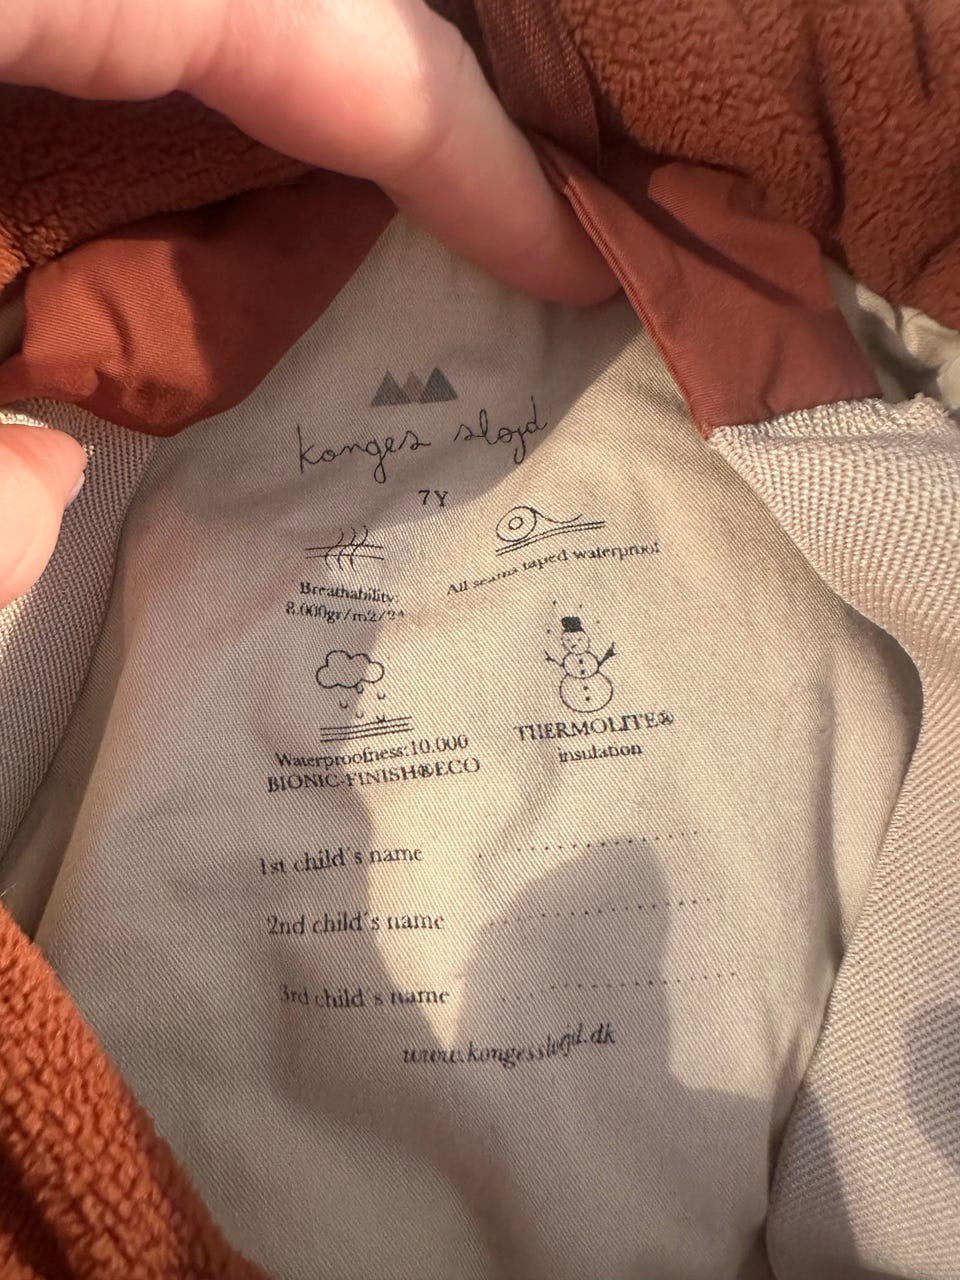 konges sløjd
7Y
Breathability:
8.000gr/m2/24
All seams taped waterproof
Waterproofness:10.000
BIONIC-FINISH®ECO
THERMOLITE®
insulation
1st child´s name ....................
2nd child´s name ....................
3rd child´s name ....................
www.kongessloejd.dk